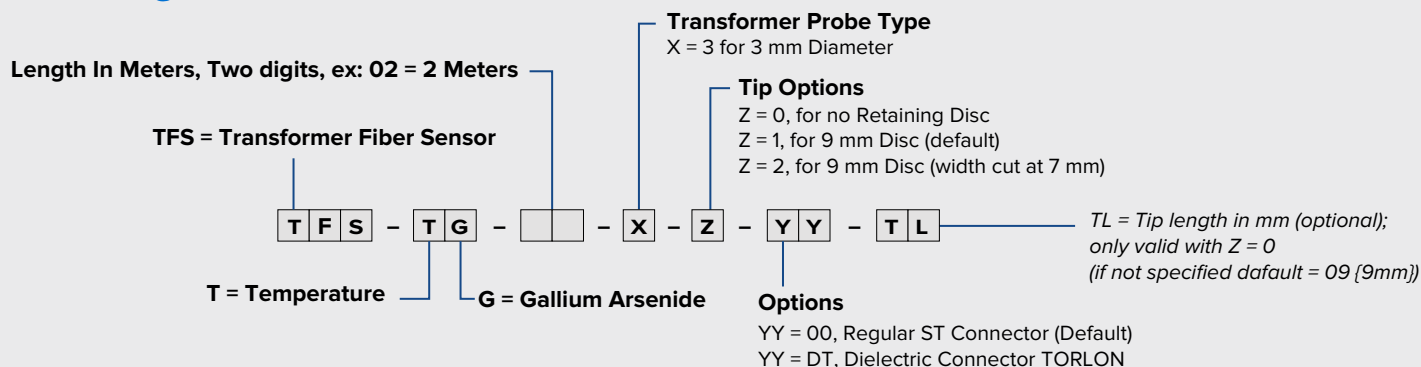 Transformer Probe Type
X = 3 for 3 mm Diameter
Length In Meters, Two digits, ex: 02 = 2 Meters
Tip Options
Z = 0, for no Retaining Disc
Z = 1, for 9 mm Disc (default)
Z = 2, for 9 mm Disc (width cut at 7 mm)
TFS = Transformer Fiber Sensor
T F S – T G – – X – Z – Y Y – T L
TL = Tip length in mm (optional);
only valid with Z = 0
(if not specified dafault = 09 {9mm})
T = Temperature
G = Gallium Arsenide
Options
YY = 00, Regular ST Connector (Default)
YY = DT, Dielectric Connector TORLON